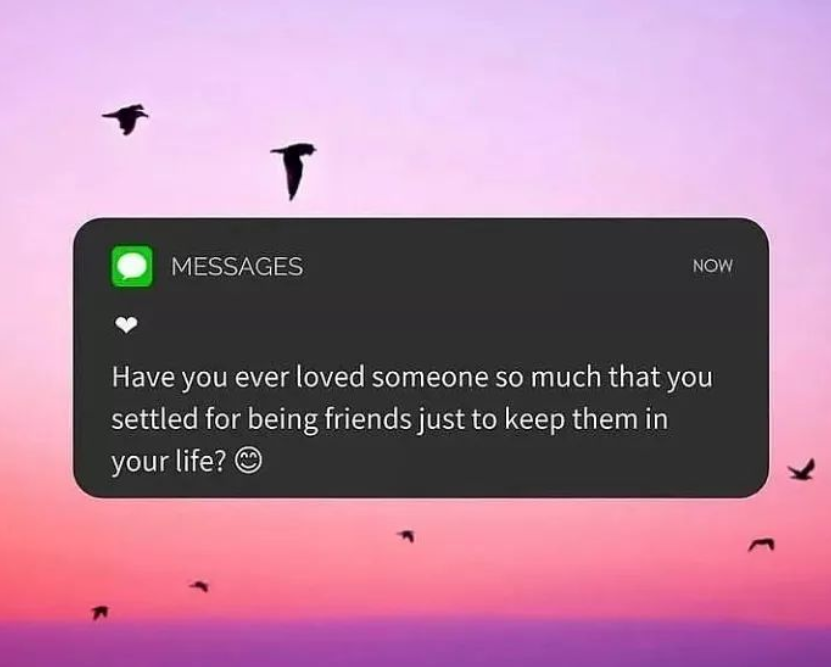 MESSAGES NOW
❤
Have you ever loved someone so much that you
settled for being friends just to keep them in
your life? 😊